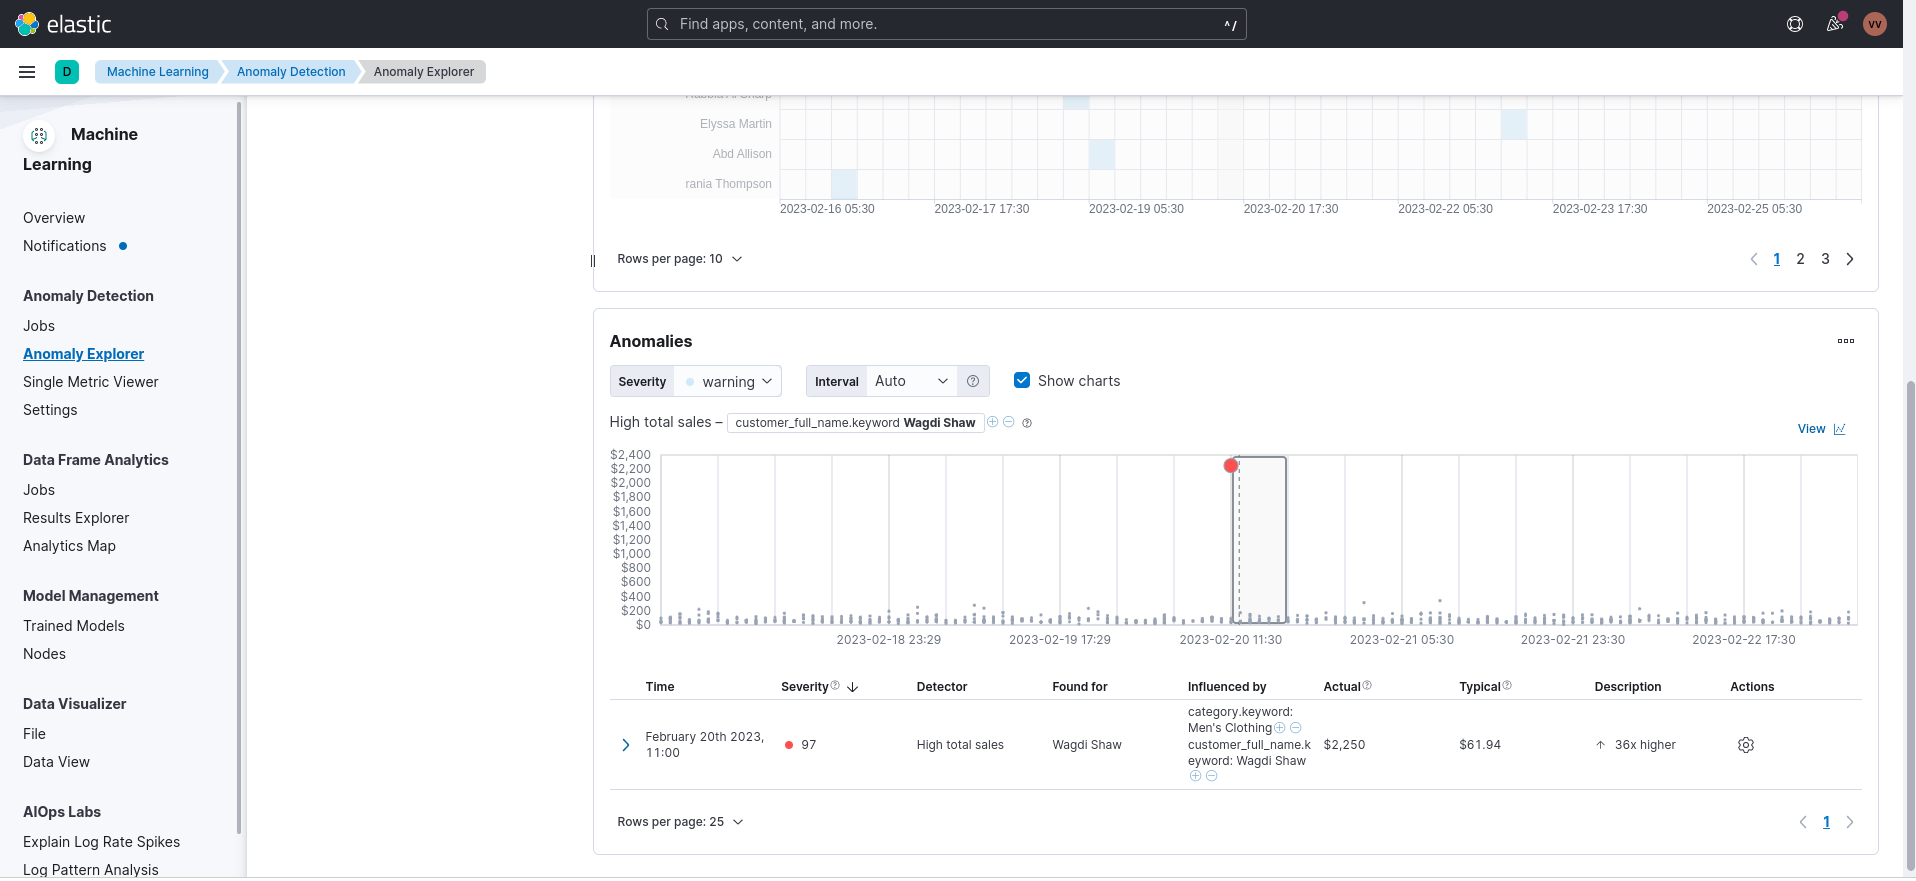 elastic
Find apps, content, and more.
^/
VV
D
Machine Learning
Anomaly Detection
Anomaly Explorer
Machine
Learning
Overview
Notifications
Anomaly Detection
Jobs
Anomaly Explorer
Single Metric Viewer
Settings
Data Frame Analytics
Jobs
Results Explorer
Analytics Map
Model Management
Trained Models
Nodes
Data Visualizer
File
Data View
AIOps Labs
Explain Log Rate Spikes
Log Pattern Analysis
Elyssa Martin
Abd Allison
rania Thompson
2023-02-16 05:30 2023-02-17 17:30 2023-02-19 05:30 2023-02-20 17:30 2023-02-22 05:30 2023-02-23 17:30 2023-02-25 05:30
Rows per page: 10
1 2 3
Anomalies
Severity warning Interval Auto Show charts
High total sales – customer_full_name.keyword Wagdi Shaw
View
$2,400
$2,200
$2,000
$1,800
$1,600
$1,400
$1,200
$1,000
$800
$600
$400
$200
$0
2023-02-18 23:29 2023-02-19 17:29 2023-02-20 11:30 2023-02-21 05:30 2023-02-21 23:30 2023-02-22 17:30
Time Severity Detector Found for Influenced by Actual Typical Description Actions
February 20th 2023,
11:00
97
High total sales
Wagdi Shaw
category.keyword:
Men's Clothing
customer_full_name.k
eyword: Wagdi Shaw
$2,250
$61.94
36x higher
Rows per page: 25
1